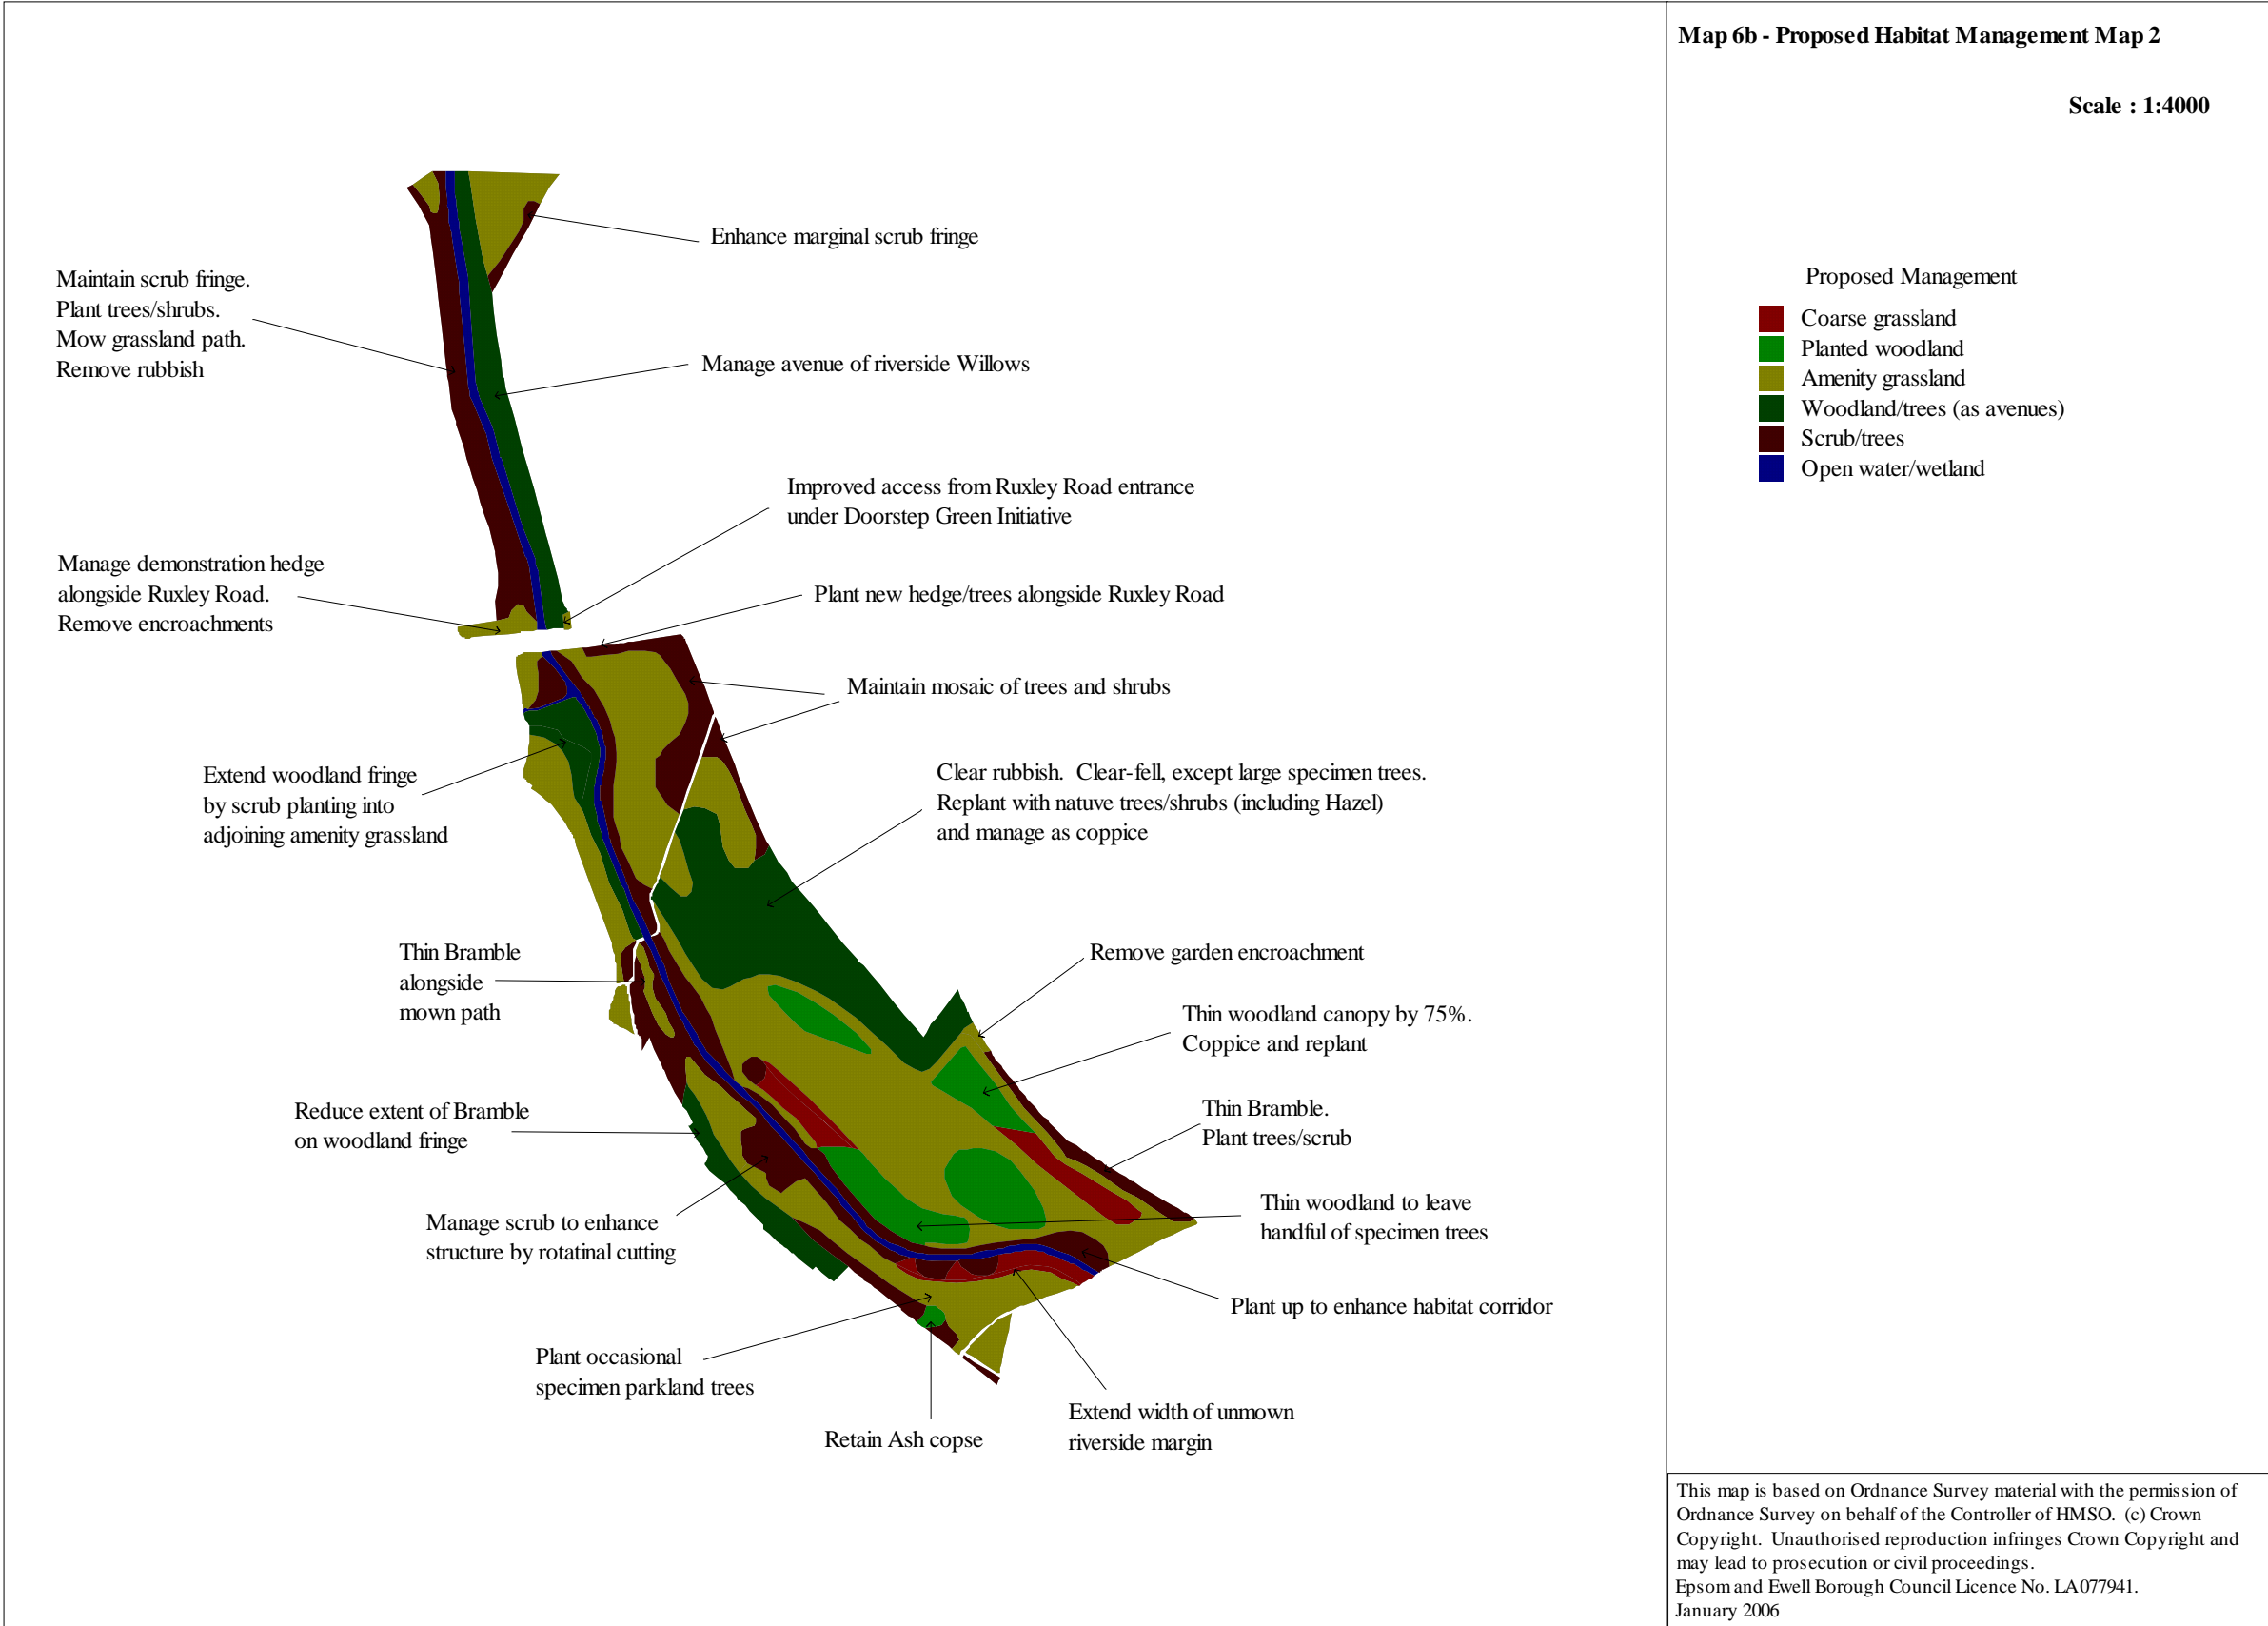 Map 6b - Proposed Habitat Management Map 2
Scale : 1:4000
Enhance marginal scrub fringe
Maintain scrub fringe.
Plant trees/shrubs.
Mow grassland path.
Remove rubbish
Manage avenue of riverside Willows
Improved access from Ruxley Road entrance
under Doorstep Green Initiative
Manage demonstration hedge
alongside Ruxley Road.
Remove encroachments
Plant new hedge/trees alongside Ruxley Road
Maintain mosaic of trees and shrubs
Extend woodland fringe
by scrub planting into
adjoining amenity grassland
Clear rubbish.  Clear-fell, except large specimen trees.
Replant with natuve trees/shrubs (including Hazel)
and manage as coppice
Thin Bramble
alongside
mown path
Remove garden encroachment
Thin woodland canopy by 75%.
Coppice and replant
Reduce extent of Bramble
on woodland fringe
Thin Bramble.
Plant trees/scrub
Manage scrub to enhance
structure by rotatinal cutting
Thin woodland to leave
handful of specimen trees
Plant up to enhance habitat corridor
Plant occasional
specimen parkland trees
Extend width of unmown
riverside margin
Retain Ash copse
Proposed Management
Coarse grassland
Planted woodland
Amenity grassland
Woodland/trees (as avenues)
Scrub/trees
Open water/wetland
This map is based on Ordnance Survey material with the permission of
Ordnance Survey on behalf of the Controller of HMSO.  (c) Crown
Copyright.  Unauthorised reproduction infringes Crown Copyright and
may lead to prosecution or civil proceedings.
Epsom and Ewell Borough Council Licence No. LA077941.
January 2006